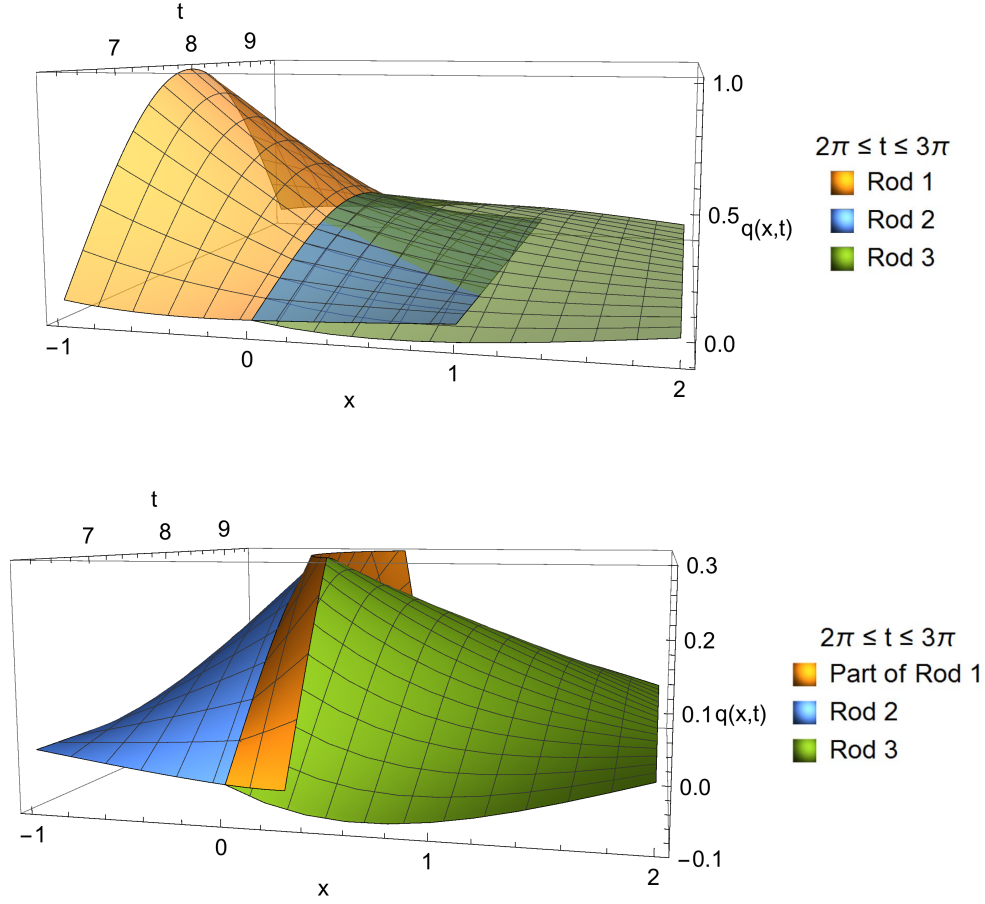 t
7 8 9
1.0
0.5
q(x,t)
0.0
−1 0 1 2
x
2π ≤ t ≤ 3π
Rod 1
Rod 2
Rod 3
t
7 8 9
0.3
0.2
0.1 q(x,t)
0.0
−0.1
−1 0 1 2
x
2π ≤ t ≤ 3π
Part of Rod 1
Rod 2
Rod 3